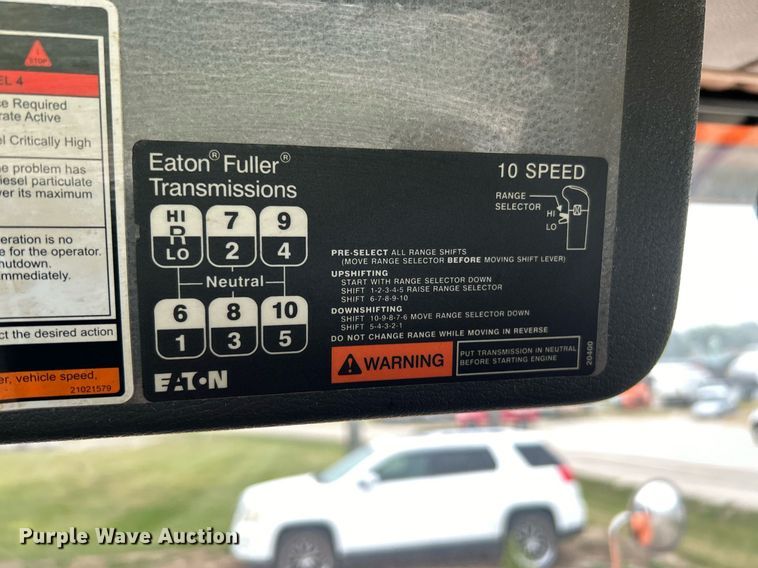 STOP
EL 4
e Required
rate Active
el Critically High
he problem has
iesel particulate
er its maximum
eration is no
e for the operator.
hutdown.
mmediately.
ct the desired action
er, vehicle speed,
21021579
Eaton® Fuller®
Transmissions
10 SPEED
RANGE
SELECTOR
HI
LO
HI 7 9
R
LO 2 4
Neutral
6 8 10
1 3 5
PRE-SELECT ALL RANGE SHIFTS
(MOVE RANGE SELECTOR BEFORE MOVING SHIFT LEVER)
UPSHIFTING
START WITH RANGE SELECTOR DOWN
SHIFT 1-2-3-4-5 RAISE RANGE SELECTOR
SHIFT 6-7-8-9-10
DOWNSHIFTING
SHIFT 10-9-8-7-6 MOVE RANGE SELECTOR DOWN
SHIFT 5-4-3-2-1
DO NOT CHANGE RANGE WHILE MOVING IN REVERSE
WARNING
PUT TRANSMISSION IN NEUTRAL
BEFORE STARTING ENGINE
20400
EATON
Purple Wave Auction®